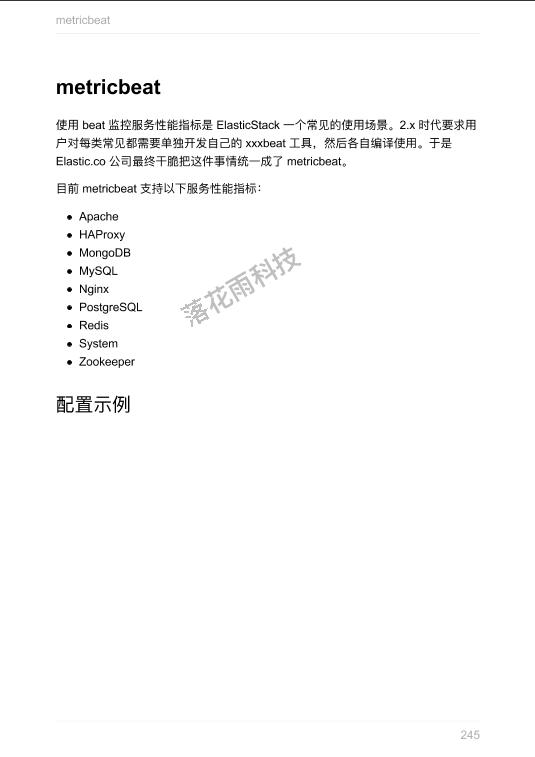 metricbeat
metricbeat
使用 beat 监控服务性能指标是 ElasticStack 一个常见的使用场景。2.x 时代要求用
户对每类常见都需要单独开发自己的 xxxbeat 工具，然后各自编译使用。于是
Elastic.co 公司最终干脆把这件事情统一成了 metricbeat。
目前 metricbeat 支持以下服务性能指标：
● Apache
● HAProxy
● MongoDB
● MySQL
● Nginx
● PostgreSQL
● Redis
● System
● Zookeeper
落花雨科技
配置示例
245